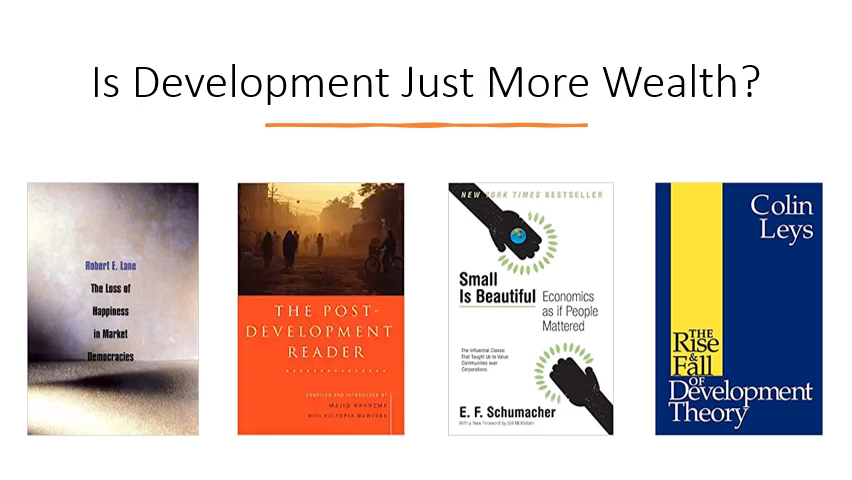 Is Development Just More Wealth?
Robert E. Lane
The Loss of
Happiness
in Market
Democracies
THE POST-
DEVELOPMENT
READER
COMPILED AND INTRODUCED BY
MAJID RAHNEMA
WITH VICTORIA BAWTREE
NEW YORK TIMES BESTSELLER
Small
Is Beautiful
Economics
as if People
Mattered
The Influential Classic
That Taught Us to Value
Communities over
Corporations
E. F. Schumacher
With a New Foreword by Bill McKibben
Colin
Leys
THE
Rise
&
Fall
OF
Development
Theory